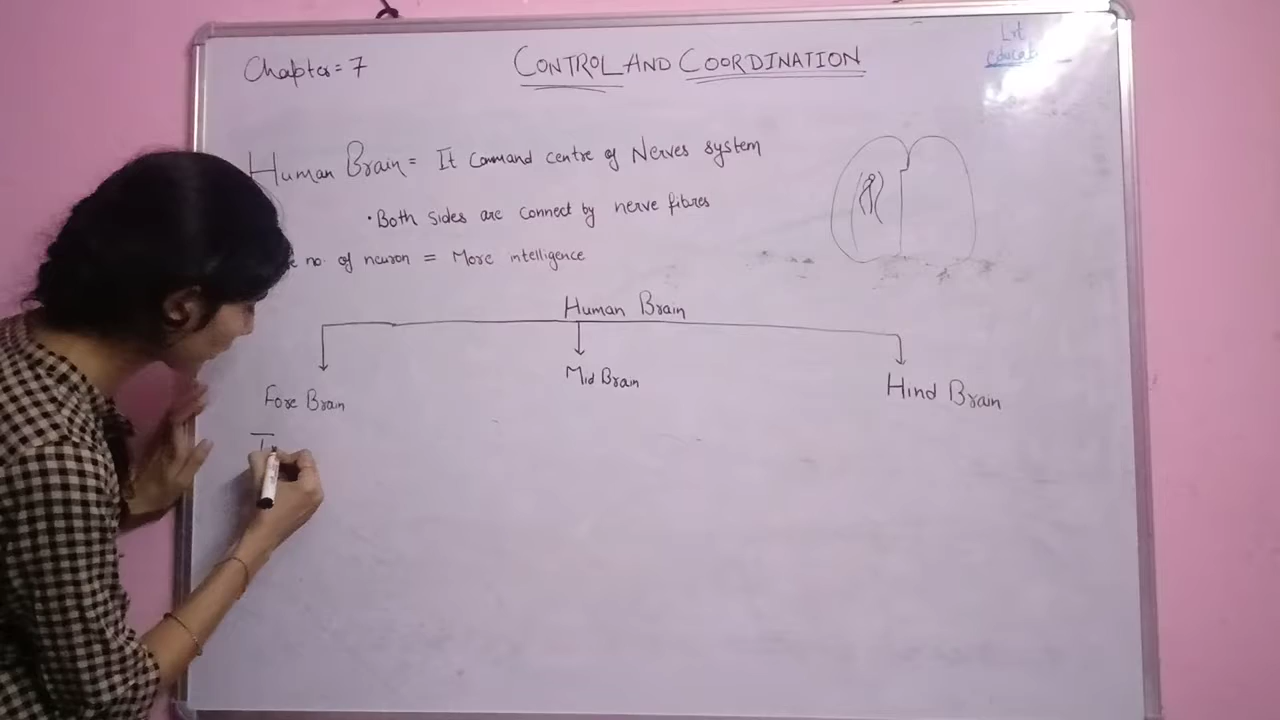 Chapter = 7
CONTROL AND COORDINATION
Human Brain = It Command centre of Nerves system
• Both sides are connect by nerve fibres
no. of neuron = More intelligence
Human Brain
Fore Brain
Mid Brain
Hind Brain